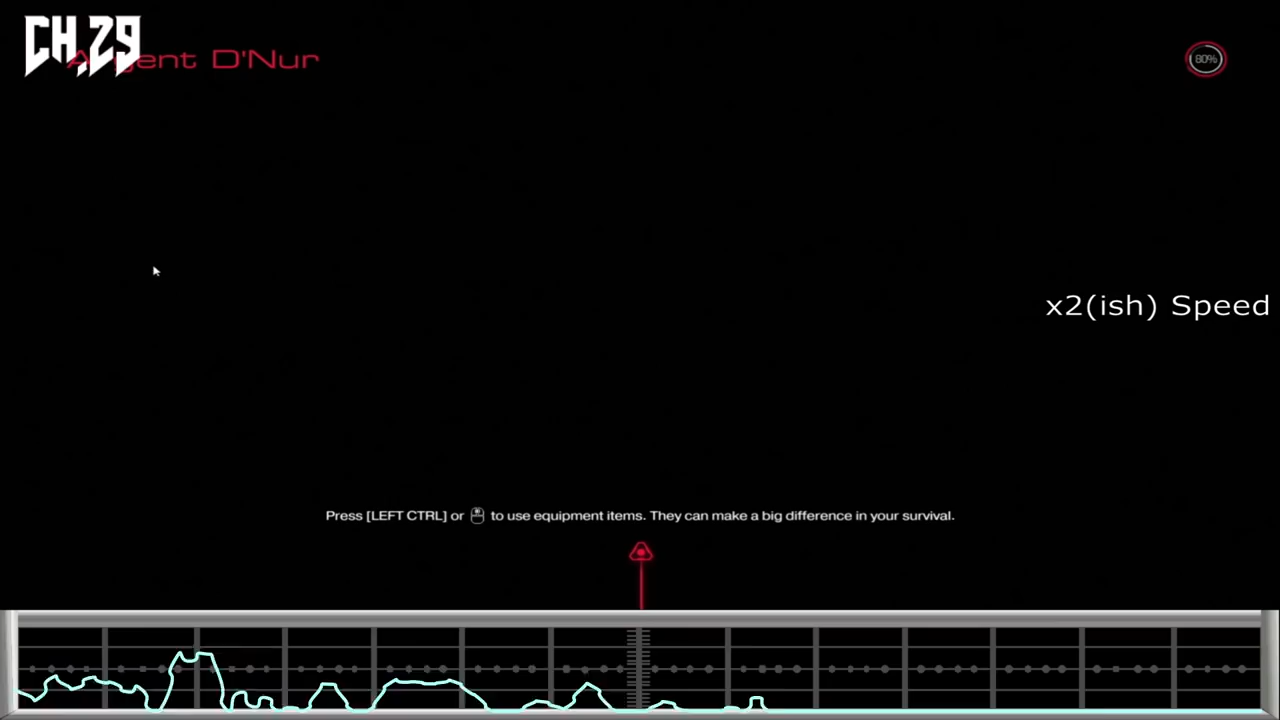 CH.29
Argent D'Nur
80%
x2(ish) Speed
Press [LEFT CTRL] or to use equipment items. They can make a big difference in your survival.